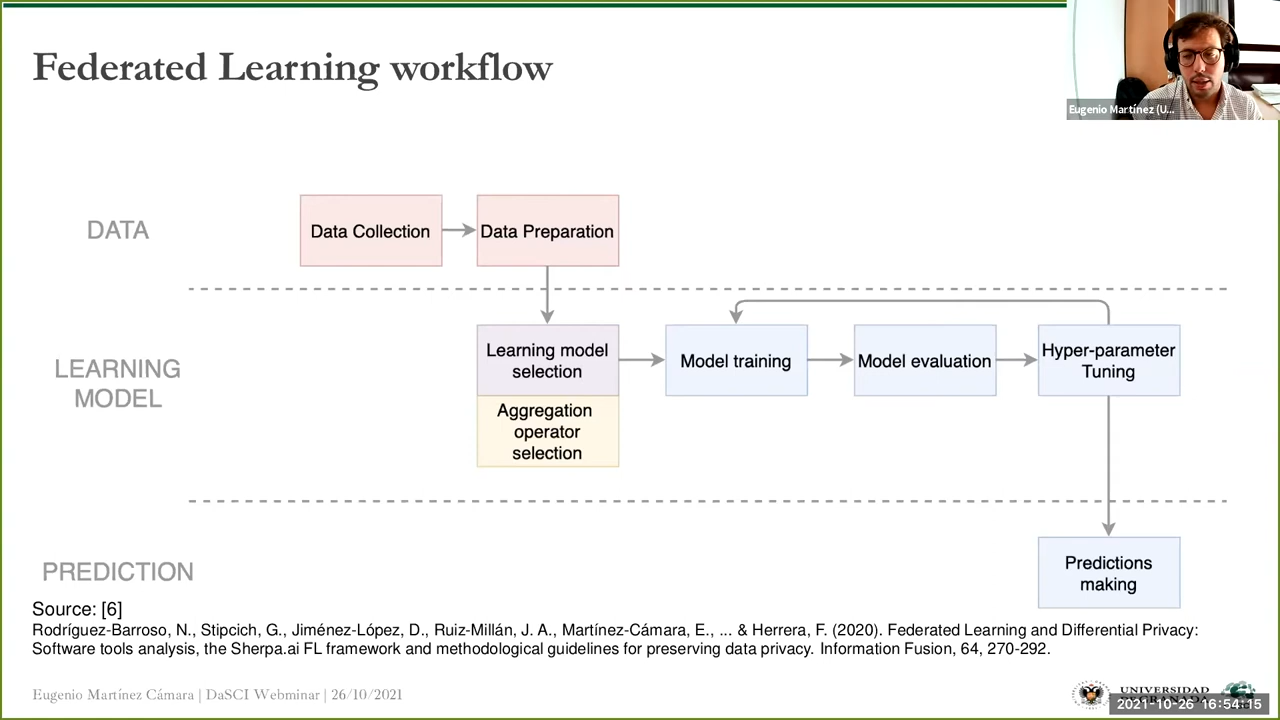 Federated Learning workflow
Eugenio Martínez (U...
DATA
Data Collection
Data Preparation
LEARNING
MODEL
Learning model
selection
Aggregation
operator
selection
Model training
Model evaluation
Hyper-parameter
Tuning
PREDICTION
Predictions
making
Source: [6]
Rodríguez-Barroso, N., Stipcich, G., Jiménez-López, D., Ruiz-Millán, J. A., Martínez-Cámara, E., ... & Herrera, F. (2020). Federated Learning and Differential Privacy:
Software tools analysis, the Sherpa.ai FL framework and methodological guidelines for preserving data privacy. Information Fusion, 64, 270-292.
Eugenio Martínez Cámara | DaSCI Webminar | 26/10/2021
UNIVERSIDAD
DE GRANADA
2021-10-26 16:54:15